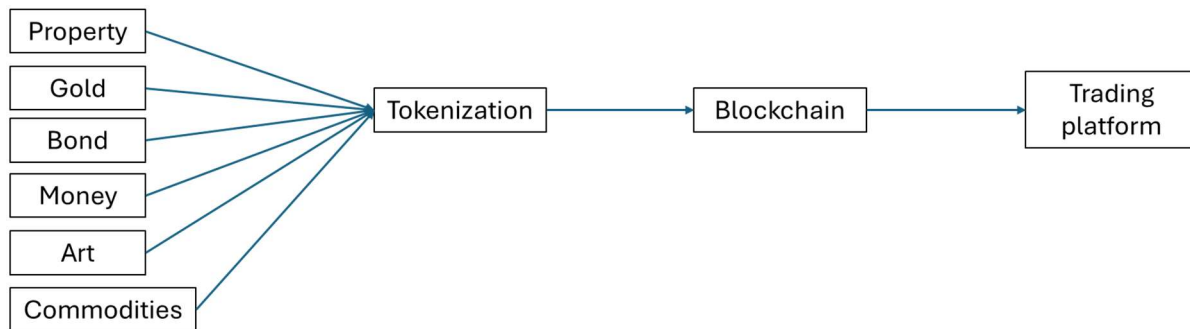 Property
Gold
Bond
Money
Art
Commodities
Tokenization
Blockchain
Trading
platform